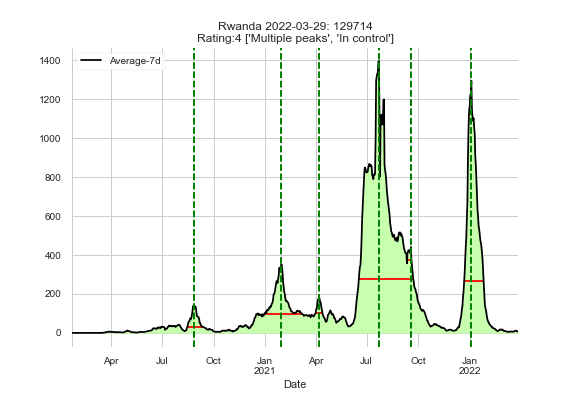 Rwanda 2022-03-29: 129714
Rating:4 ['Multiple peaks', 'In control']
Average-7d
1400
1200
1000
800
600
400
200
0
Apr
Jul
Oct
Jan
2021
Apr
Jul
Oct
Jan
2022
Date